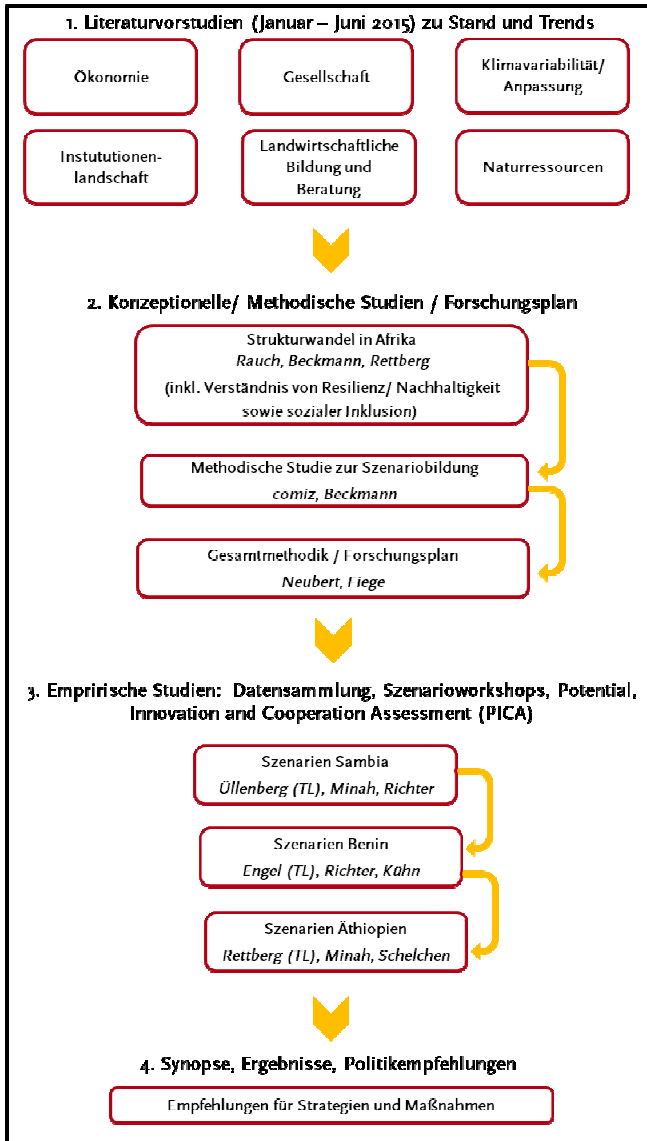 1. Literaturvorstudien (Januar – Juni 2015) zu Stand und Trends
Ökonomie
Gesellschaft
Klimavariabilität/
Anpassung
Instututionen-
landschaft
Landwirtschaftliche
Bildung und
Beratung
Naturressourcen
2. Konzeptionelle/ Methodische Studien / Forschungsplan
Strukturwandel in Afrika
Rauch, Beckmann, Rettberg
(inkl. Verständnis von Resilienz/ Nachhaltigkeit
sowie sozialer Inklusion)
Methodische Studie zur Szenariobildung
comiz, Beckmann
Gesamtmethodik / Forschungsplan
Neubert, Fiege
3. Emprirische Studien: Datensammlung, Szenarioworkshops, Potential,
Innovation and Cooperation Assessment (PICA)
Szenarien Sambia
Üllenberg (TL), Minah, Richter
Szenarien Benin
Engel (TL), Richter, Kühn
Szenarien Äthiopien
Rettberg (TL), Minah, Schelchen
4. Synopse, Ergebnisse, Politikempfehlungen
Empfehlungen für Strategien und Maßnahmen